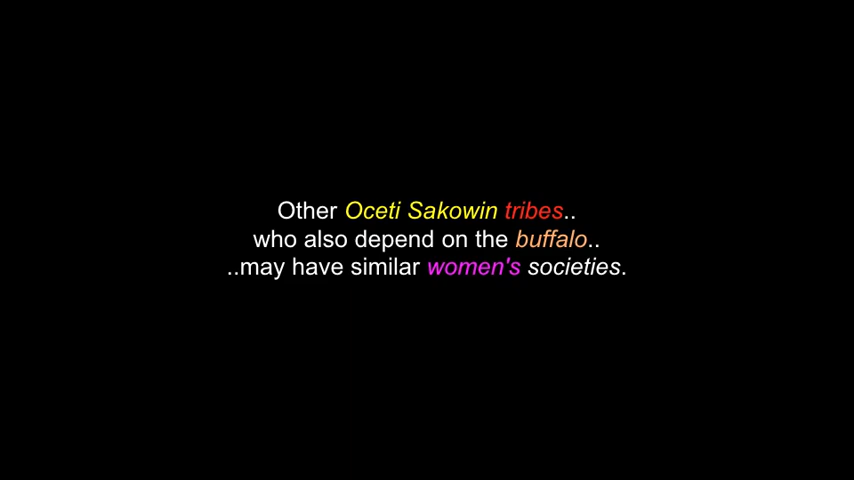 Other Oceti Sakowin tribes..
who also depend on the buffalo..
..may have similar women's societies.